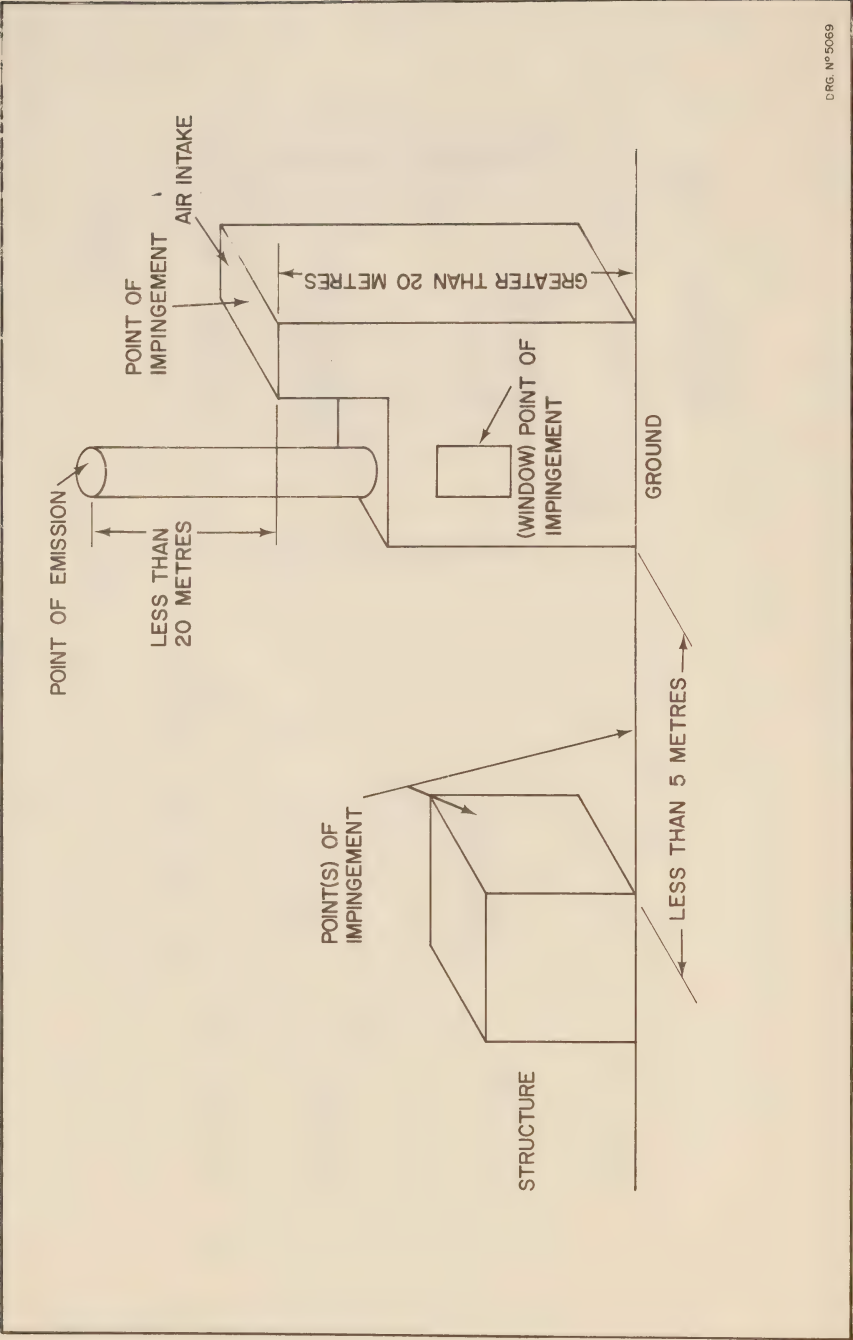 POINT OF EMISSION
LESS THAN
20 METRES
POINT OF
IMPINGEMENT
AIR INTAKE
GREATER THAN 20 METRES
(WINDOW) POINT OF
IMPINGEMENT
GROUND
POINT(S) OF
IMPINGEMENT
STRUCTURE
LESS THAN 5 METRES
DRG. Nº 5069